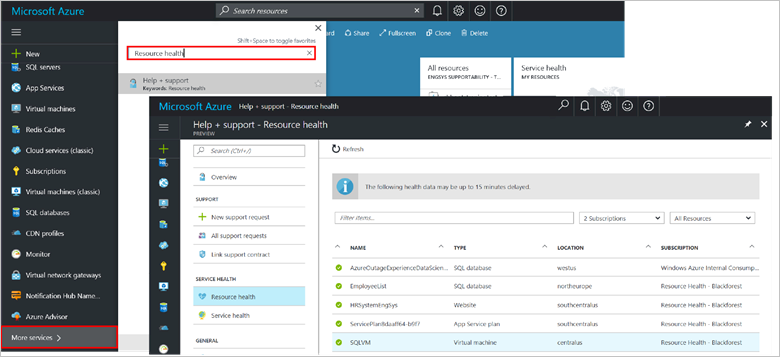 Microsoft Azure
Search resources
New
SQL servers
App Services
Virtual machines
Redis Caches
Cloud services (classic)
Subscriptions
Virtual machines (classic)
SQL databases
CDN profiles
Monitor
Virtual network gateways
Notification Hub Name...
Azure Advisor
More services
Shift+Space to toggle favorites
Resource health
Help + support
Keywords: Resource health
Share
Fullscreen
Clone
Delete
All resources
ENGSYS SUPPORTABILITY - T...
Service health
MY RESOURCES
Microsoft Azure Help + support - Resource health
Help + support - Resource health
PREVIEW
Search (Ctrl+/)
Overview
SUPPORT
New support request
All support requests
Link support contract
SERVICE HEALTH
Resource health
Service health
GENERAL
Refresh
The following health data may be up to 15 minutes delayed.
Filter items...
2 Subscriptions
All Resources
NAME TYPE LOCATION SUBSCRIPTION
AzureOutageExperienceDataScien... SQL database westus Windows Azure Internal Consump...
EmployeeList SQL database northeurope Resource Health - Blackforest
HRSystemEngSys Website southcentralus Resource Health - Blackforest
App Service plan southcentralus Resource Health - Blackforest
SQLVM Virtual machine centralus Resource Health - Blackforest